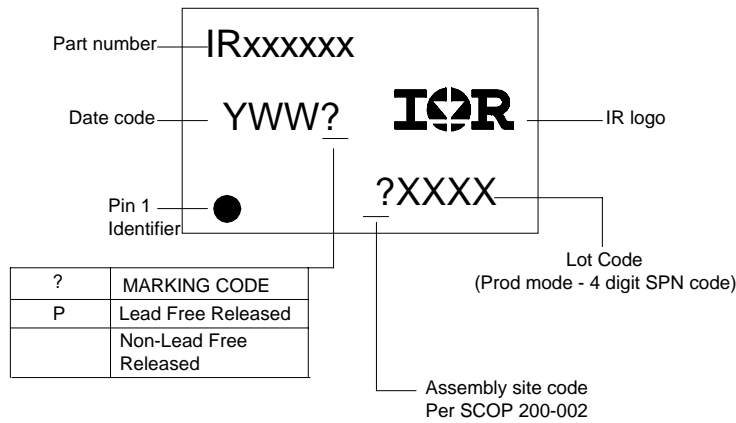 Part number
IRxxxxxx
Date code
YWW?
IOR
IR logo
?XXXX
Pin 1
Identifier
Lot Code
(Prod mode - 4 digit SPN code)
? MARKING CODE
P Lead Free Released
Non-Lead Free
Released
Assembly site code
Per SCOP 200-002